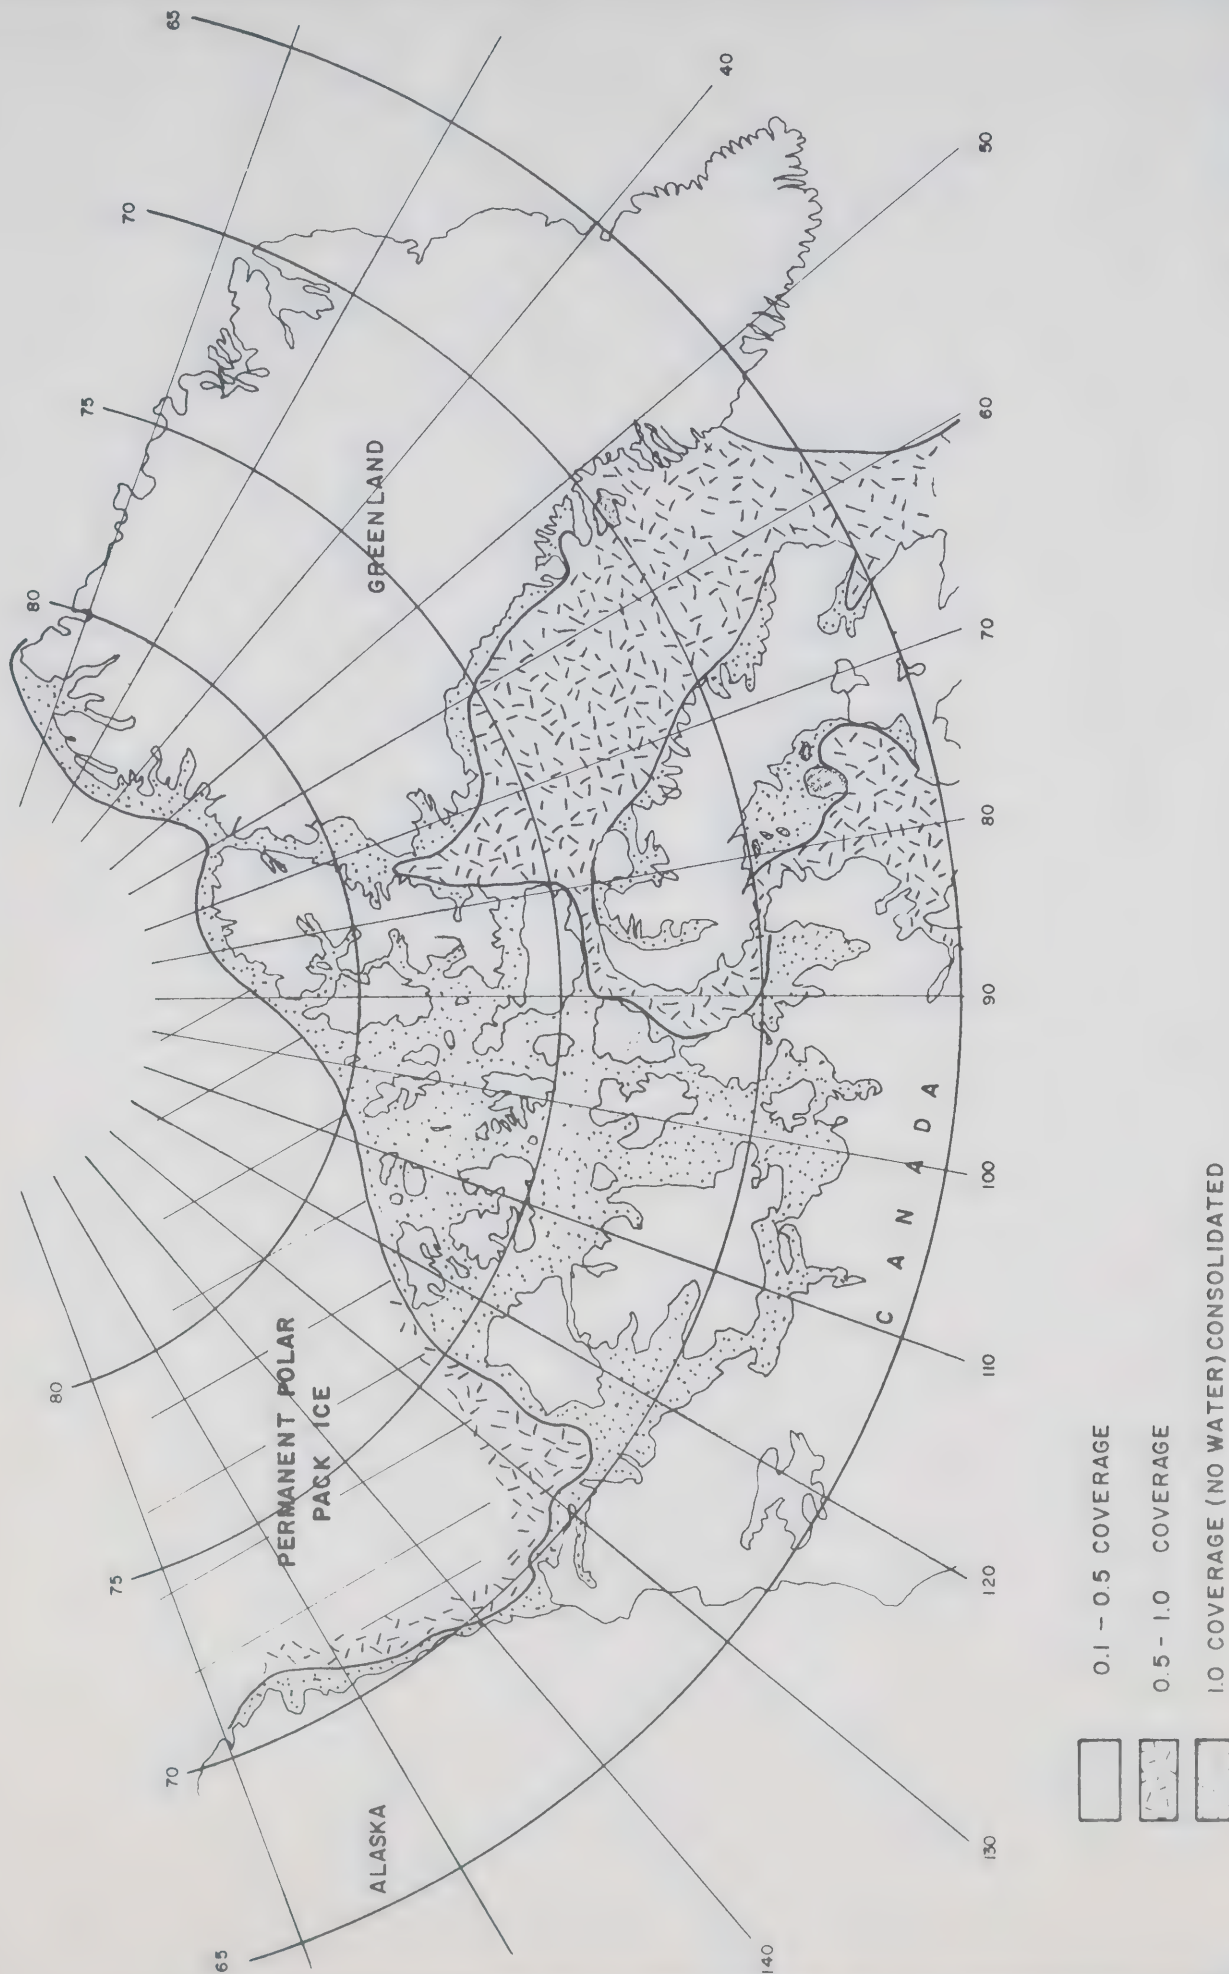 65
70
75
80
40
50
60
70
80
90
100
110
120
130
140
80
75
70
65
GREENLAND
PERMANENT POLAR
PACK ICE
ALASKA
CANADA
0.1 - 0.5 COVERAGE
0.5 - 1.0 COVERAGE
1.0 COVERAGE (NO WATER) CONSOLIDATED